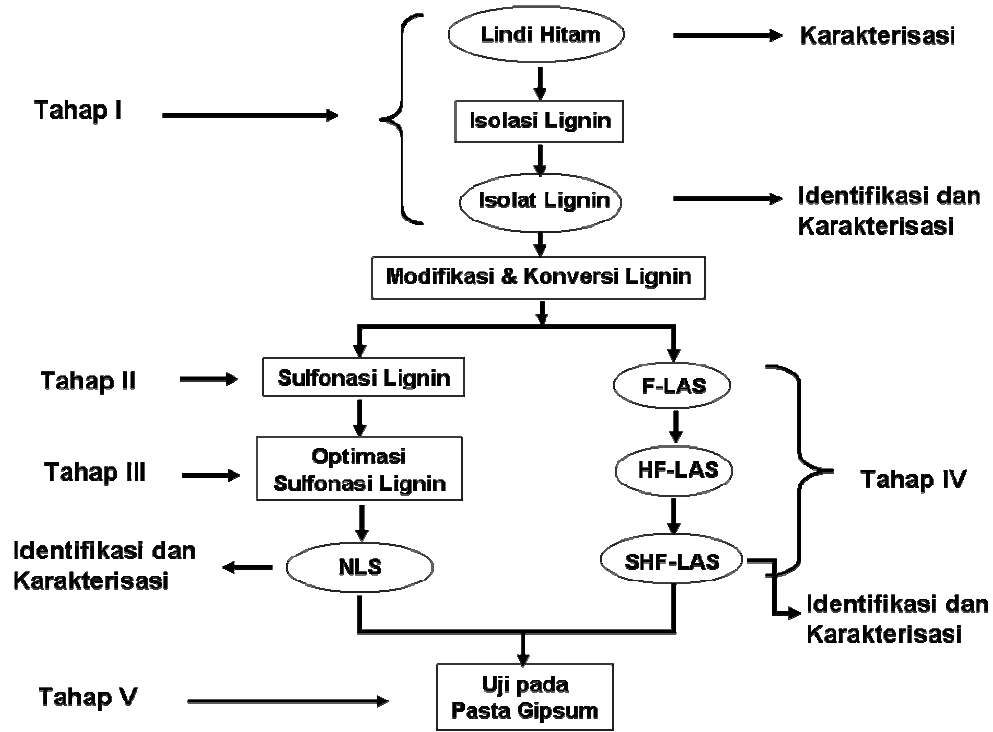 Lindi Hitam
Karakterisasi
Tahap I
Isolasi Lignin
Isolat Lignin
Identifikasi dan
Karakterisasi
Modifikasi & Konversi Lignin
Tahap II
Sulfonasi Lignin
F-LAS
Tahap III
Optimasi
Sulfonasi Lignin
HF-LAS
Tahap IV
Identifikasi dan
Karakterisasi
NLS
SHF-LAS
Identifikasi dan
Karakterisasi
Tahap V
Uji pada
Pasta Gipsum